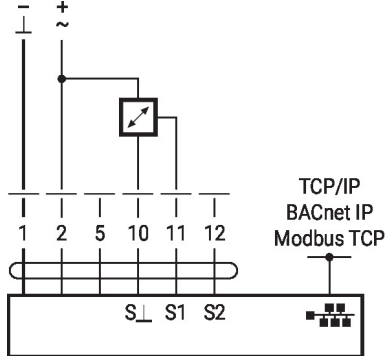 − +
⊥ ~
TCP/IP
BACnet IP
Modbus TCP
1 2 5 10 11 12
S⊥ S1 S2